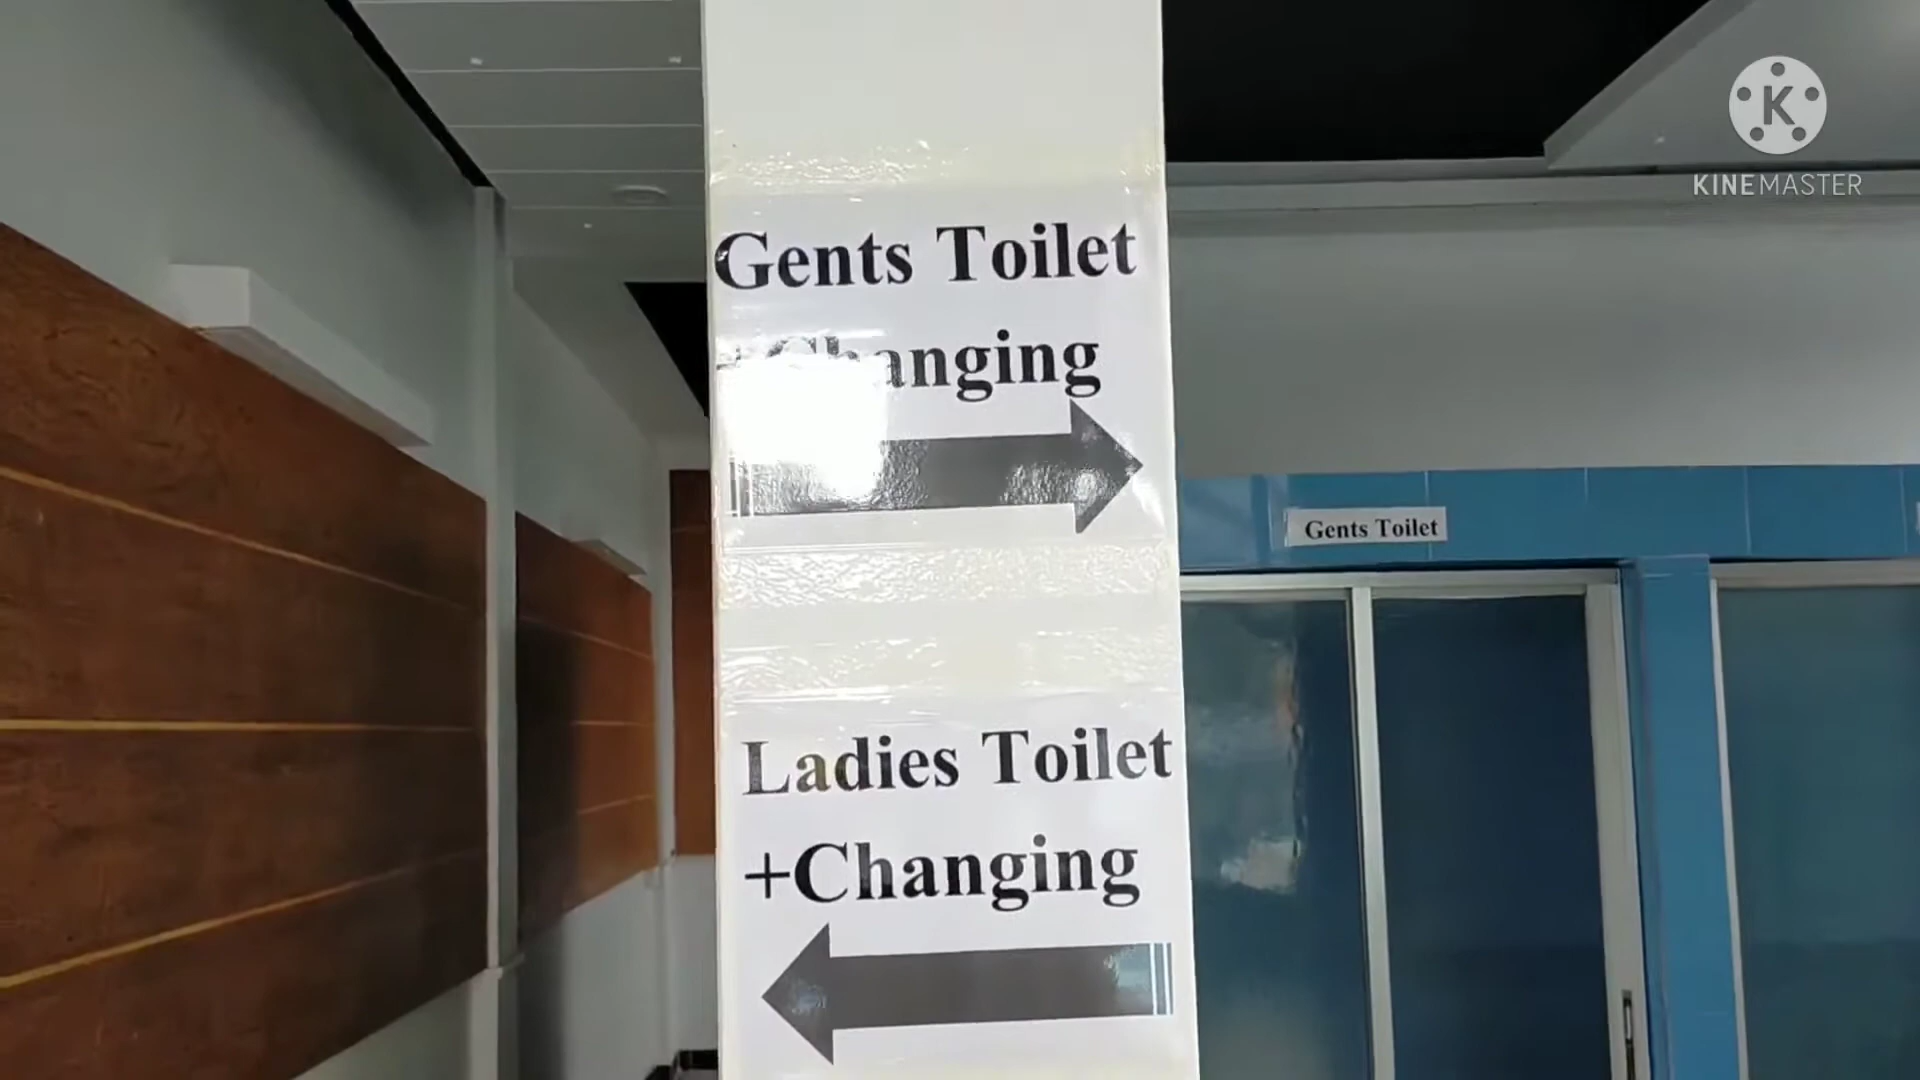 Gents Toilet
+Changing
Ladies Toilet
+Changing
Gents Toilet
K
KINEMASTER